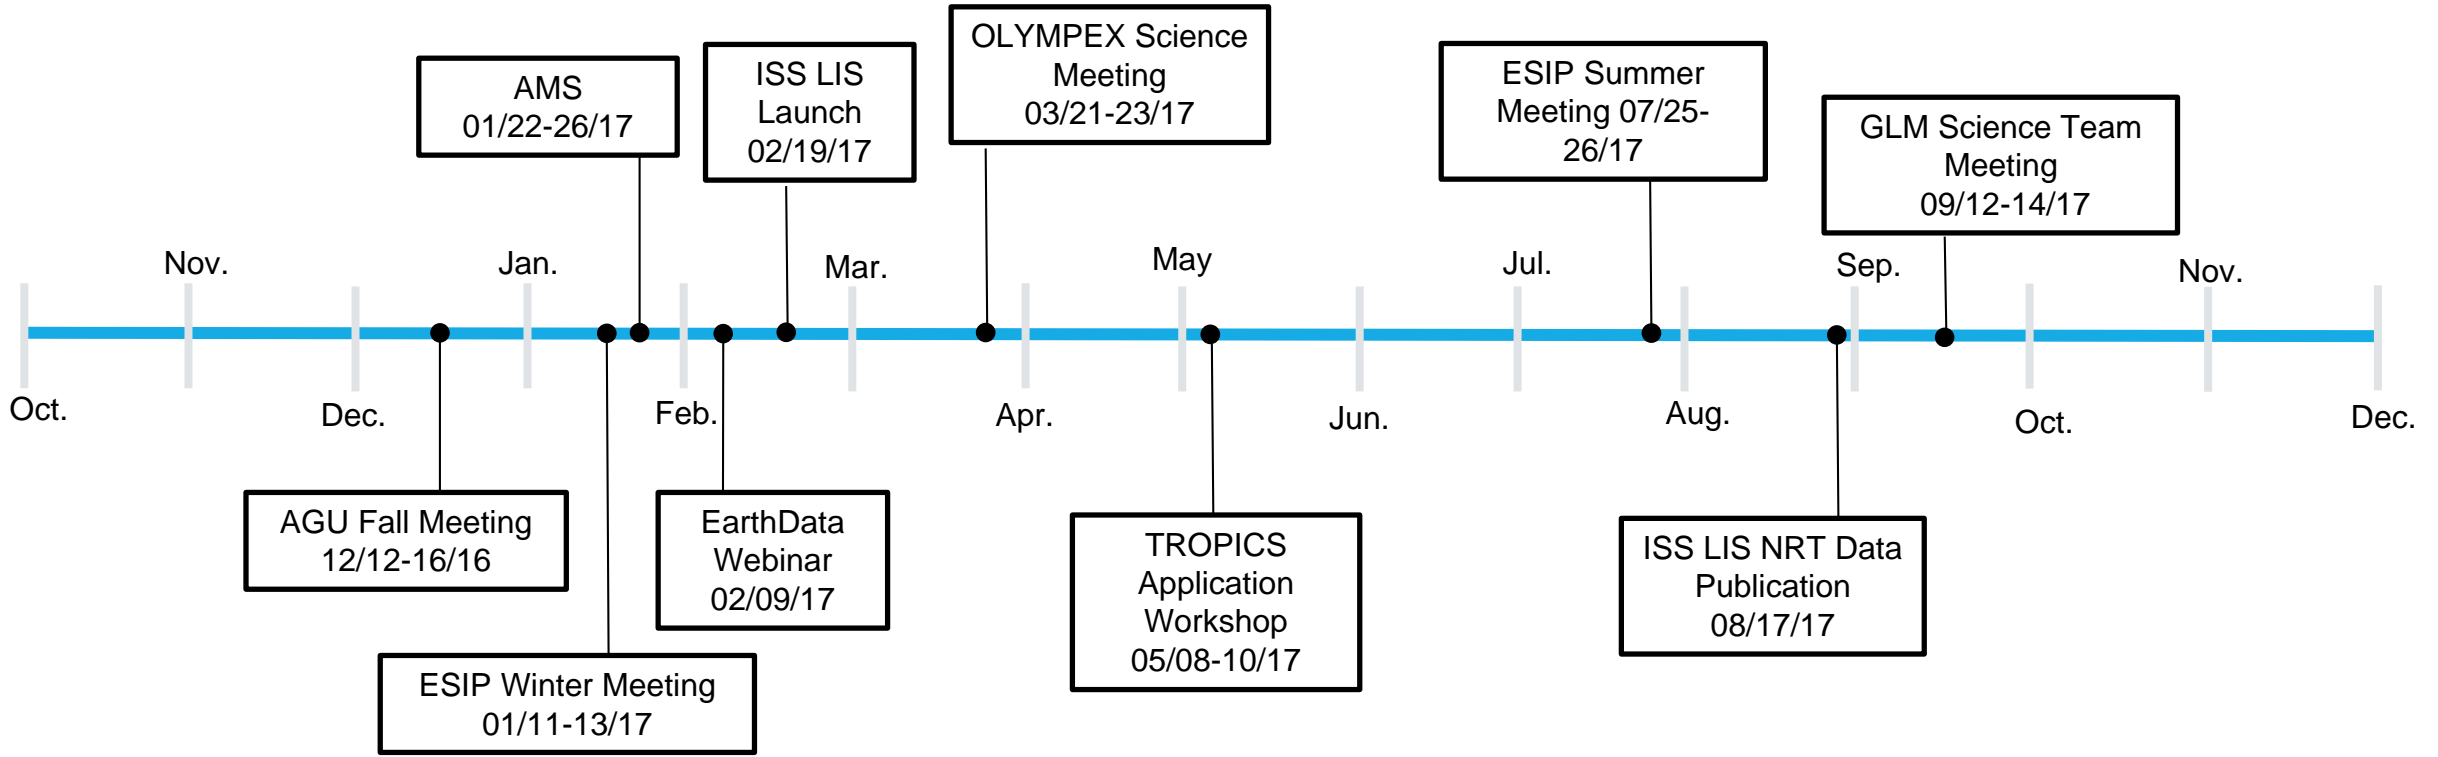 OLYMPEX Science
Meeting
03/21-23/17
AMS
01/22-26/17
ISS LIS
Launch
02/19/17
ESIP Summer
Meeting 07/25-
26/17
GLM Science Team
Meeting
09/12-14/17
Nov.
Jan.
Mar.
May
Jul.
Sep.
Nov.
Oct.
Dec.
Feb.
Apr.
Jun.
Aug.
Oct.
Dec.
AGU Fall Meeting
12/12-16/16
EarthData
Webinar
02/09/17
TROPICS
Application
Workshop
05/08-10/17
ISS LIS NRT Data
Publication
08/17/17
ESIP Winter Meeting
01/11-13/17